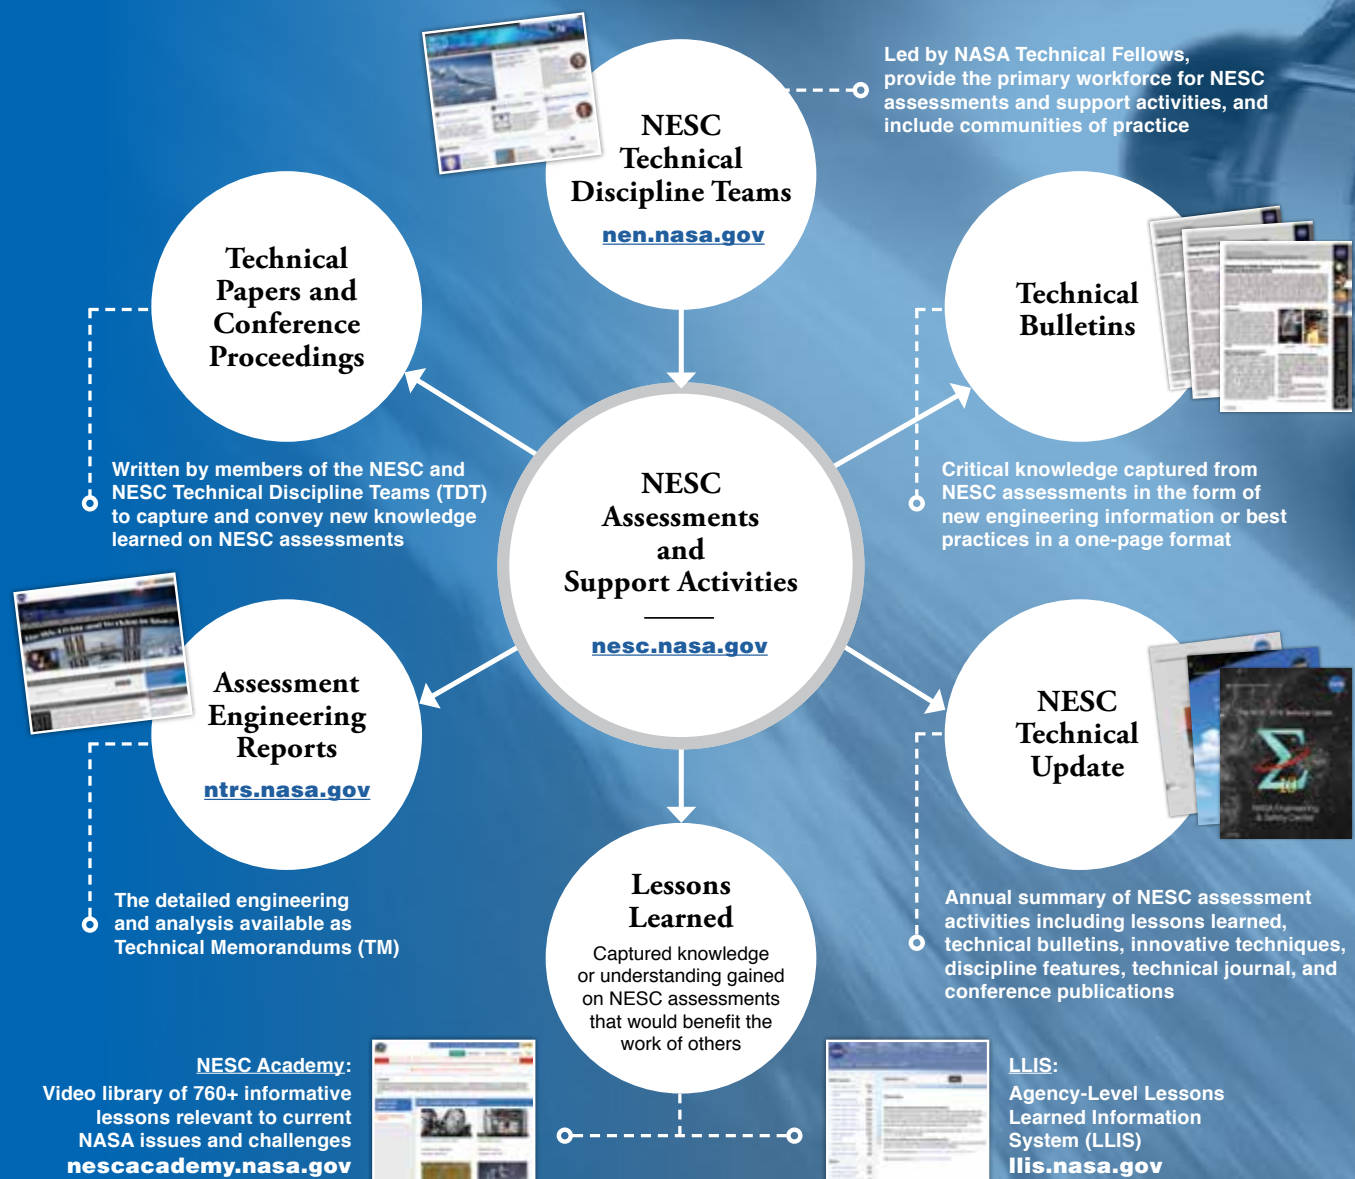 NESC
Technical
Discipline Teams
nen.nasa.gov
Led by NASA Technical Fellows,
provide the primary workforce for NESC
assessments and support activities, and
include communities of practice
Technical
Papers and
Conference
Proceedings
Written by members of the NESC and
NESC Technical Discipline Teams (TDT)
to capture and convey new knowledge
learned on NESC assessments
Technical
Bulletins
Critical knowledge captured from
NESC assessments in the form of
new engineering information or best
practices in a one-page format
NESC
Assessments
and
Support Activities
nesc.nasa.gov
Assessment
Engineering
Reports
ntrs.nasa.gov
The detailed engineering
and analysis available as
Technical Memorandums (TM)
NESC
Technical
Update
NASA Engineering
& Safety Center
Annual summary of NESC assessment
activities including lessons learned,
technical bulletins, innovative techniques,
discipline features, technical journal, and
conference publications
Lessons
Learned
Captured knowledge
or understanding gained
on NESC assessments
that would benefit the
work of others
NESC Academy:
Video library of 760+ informative
lessons relevant to current
NASA issues and challenges
nescacademy.nasa.gov
LLIS:
Agency-Level Lessons
Learned Information
System (LLIS)
llis.nasa.gov